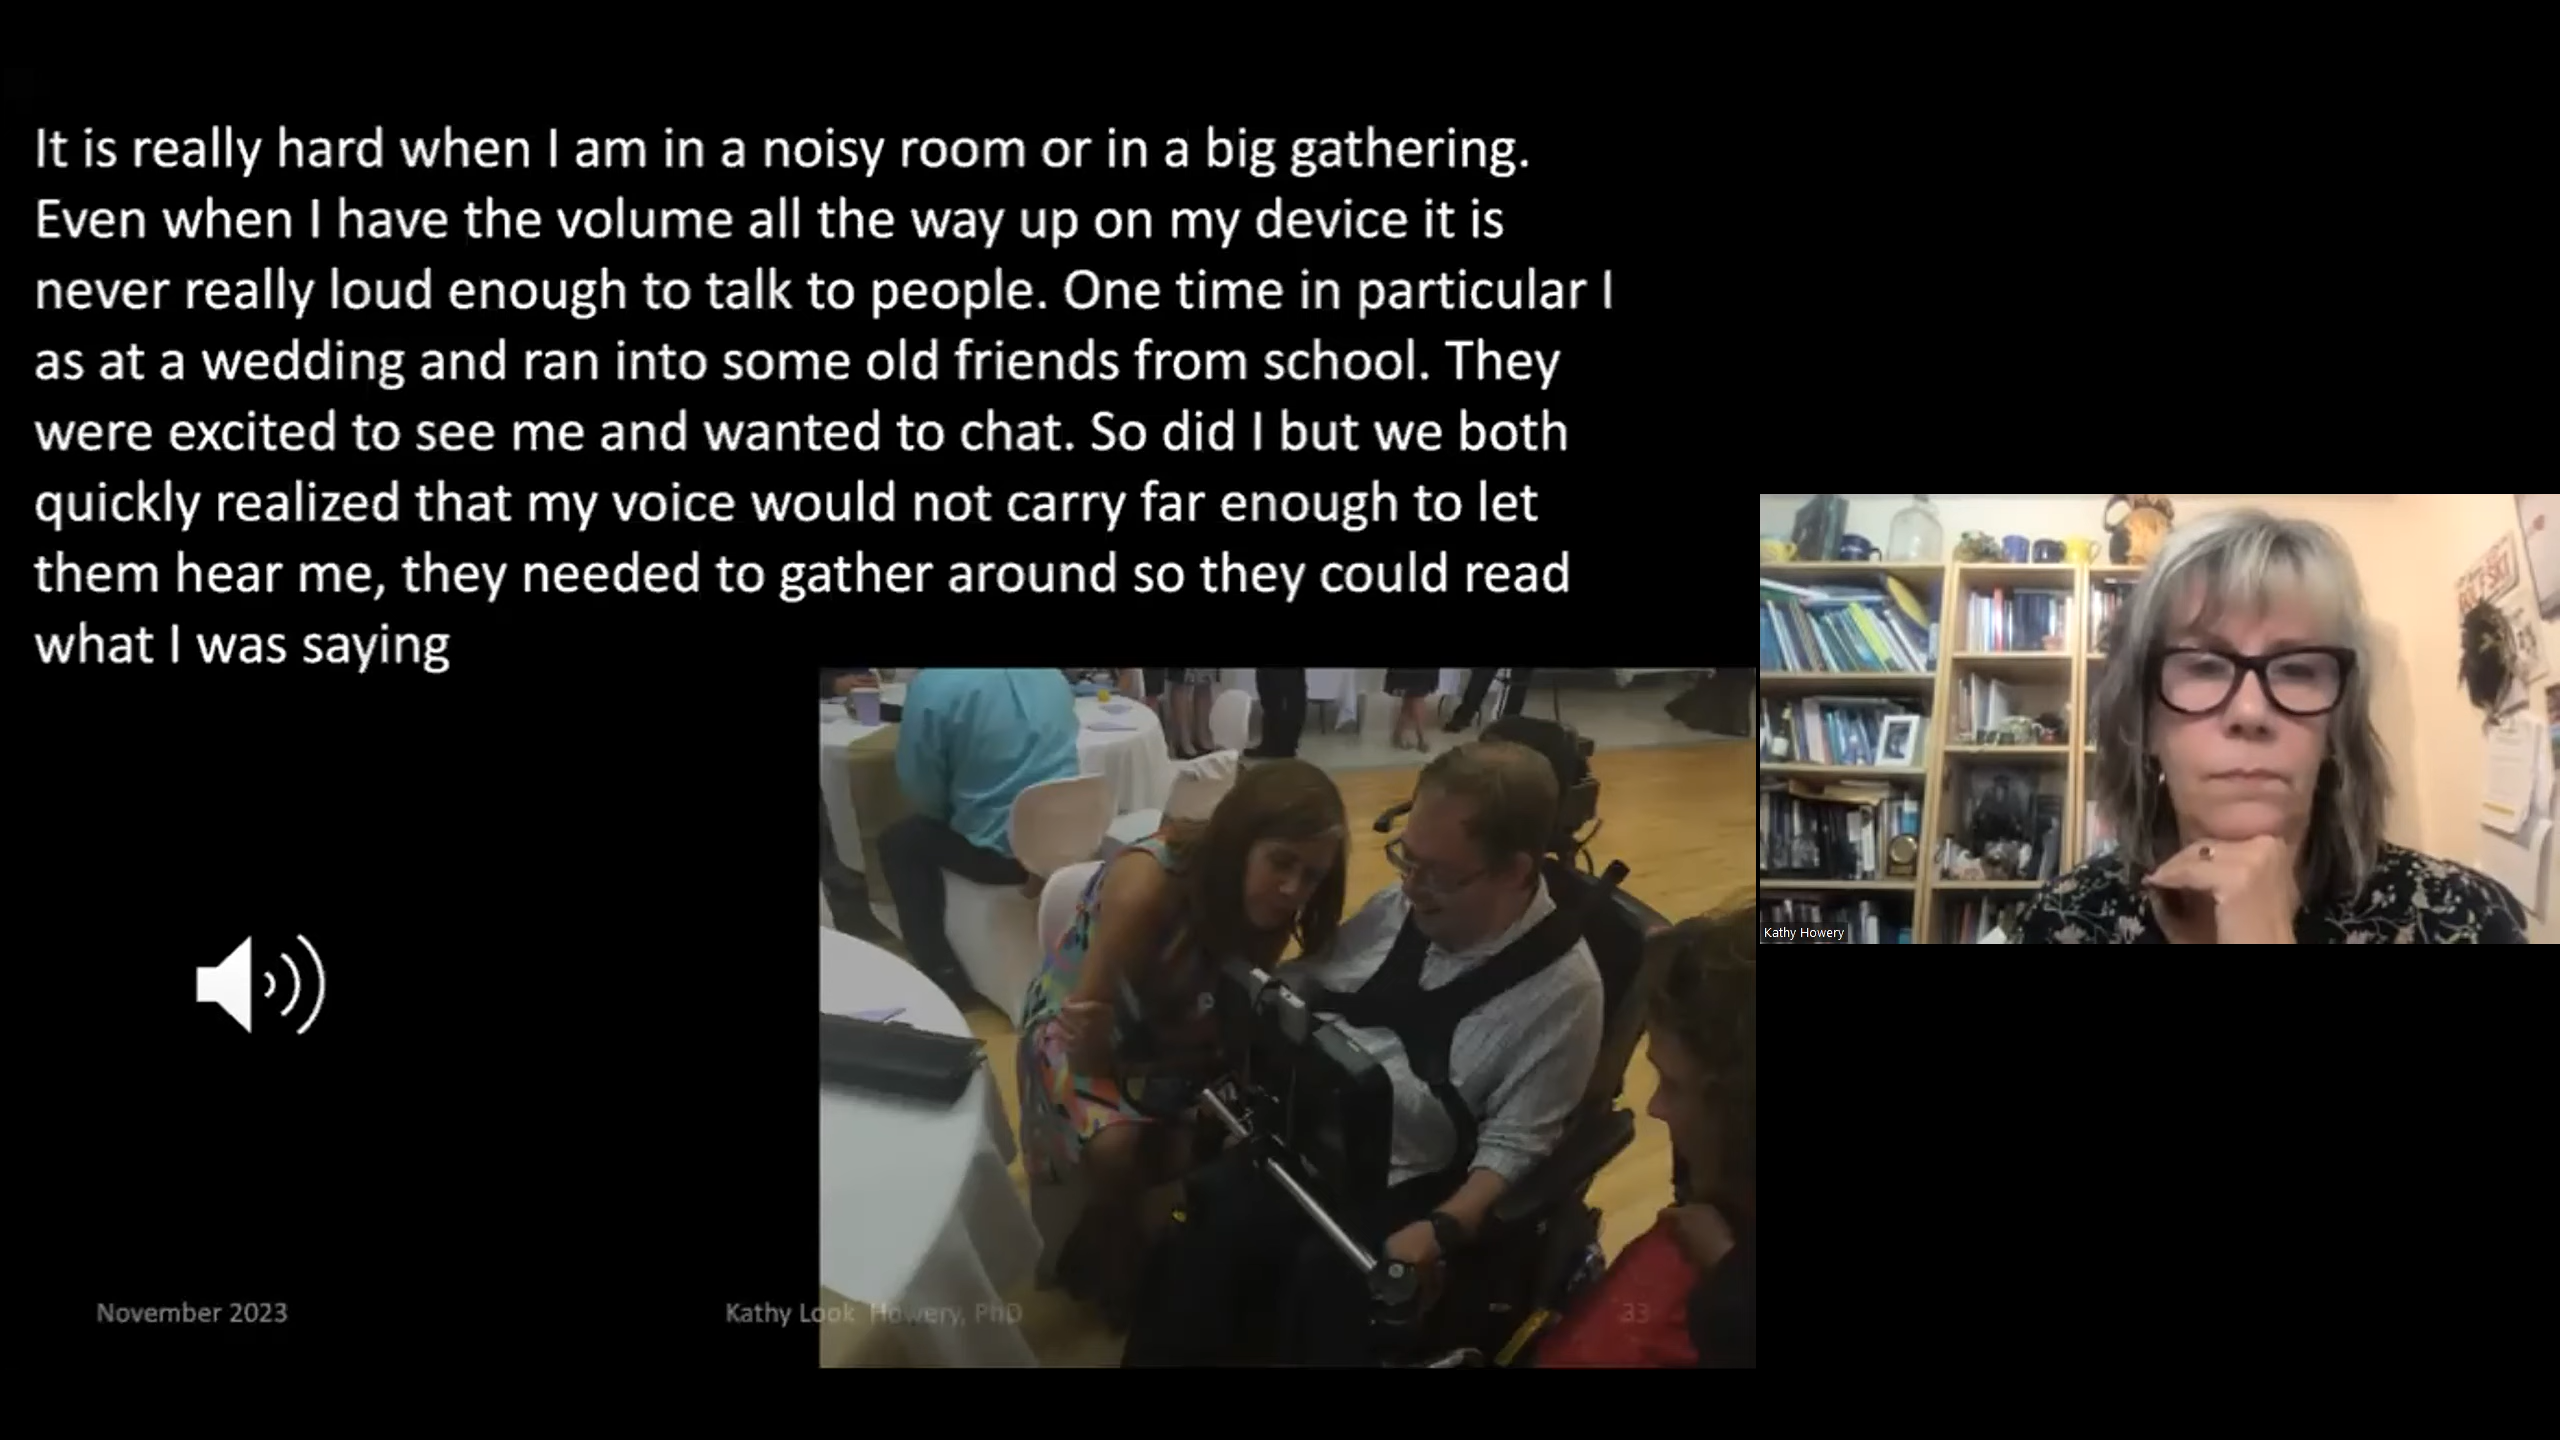 It is really hard when I am in a noisy room or in a big gathering.
Even when I have the volume all the way up on my device it is
never really loud enough to talk to people. One time in particular I
as at a wedding and ran into some old friends from school. They
were excited to see me and wanted to chat. So did I but we both
quickly realized that my voice would not carry far enough to let
them hear me, they needed to gather around so they could read
what I was saying
Kathy Howery
November 2023
Kathy Look Howery, PhD
33